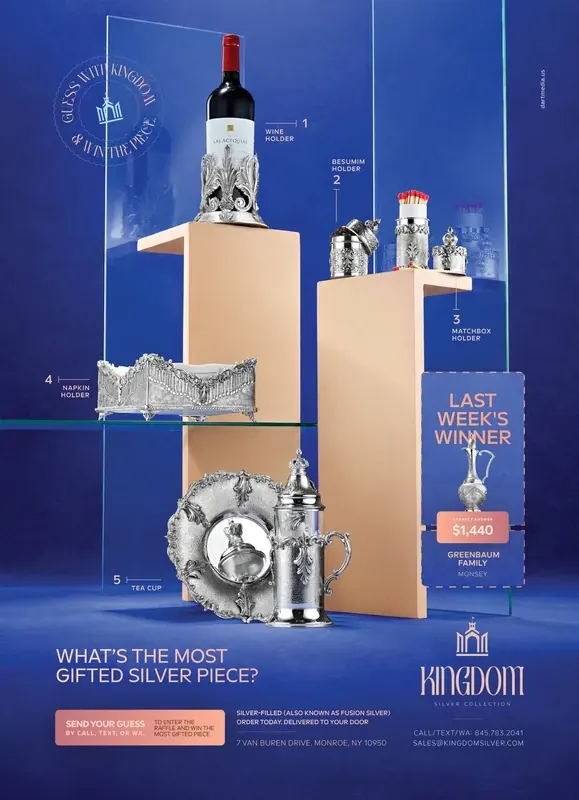 GUESS WITH KINGDOM
& WIN THE PIECE.
dartmedia.us
1
WINE
HOLDER
BESUMIM
HOLDER
2
3
MATCHBOX
HOLDER
4
NAPKIN
HOLDER
LAST
WEEK'S
WINNER
$1,440
GREENBAUM
FAMILY
MONSEY
5
TEA CUP
WHAT'S THE MOST
GIFTED SILVER PIECE?
SEND YOUR GUESS
BY CALL, TEXT, OR WA.
TO ENTER THE
RAFFLE AND WIN THE
MOST GIFTED PIECE
SILVER-FILLED (ALSO KNOWN AS FUSION SILVER)
ORDER TODAY. DELIVERED TO YOUR DOOR
7 VAN BUREN DRIVE, MONROE, NY 10950
KINGDOM
SILVER COLLECTION
CALL/TEXT/WA: 845.783.2041
SALES@KINGDOMSILVER.COM